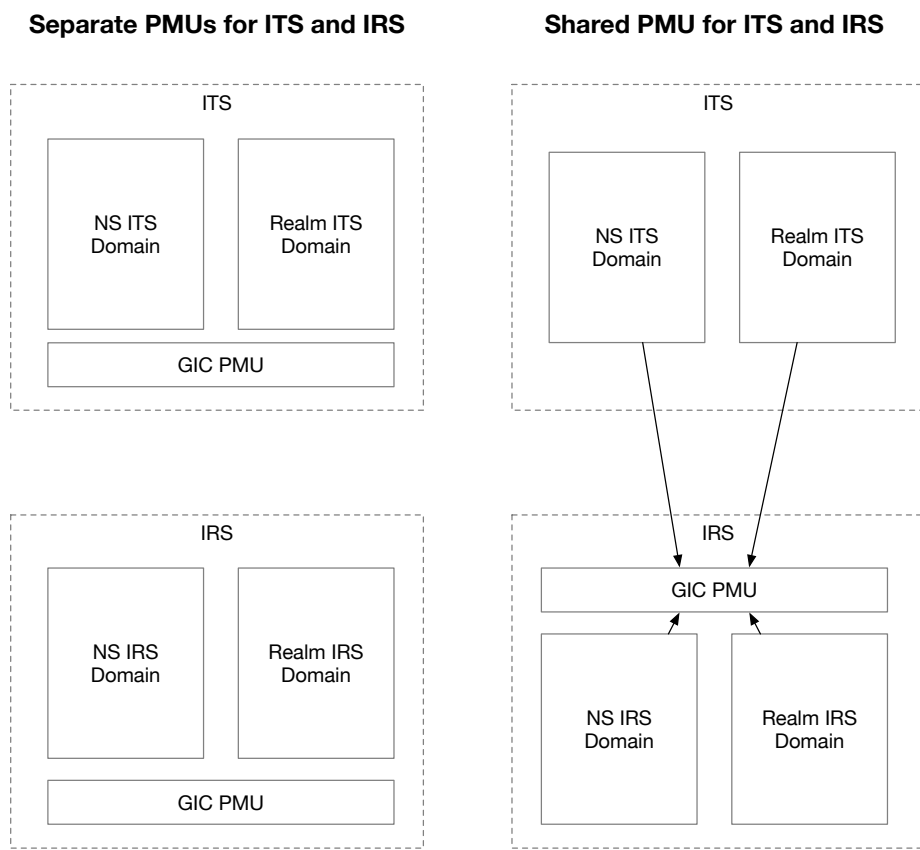 Separate PMUs for ITS and IRS
ITS
NS ITS
Domain
Realm ITS
Domain
GIC PMU
IRS
NS IRS
Domain
Realm IRS
Domain
GIC PMU
Shared PMU for ITS and IRS
ITS
NS ITS
Domain
Realm ITS
Domain
IRS
GIC PMU
NS IRS
Domain
Realm IRS
Domain